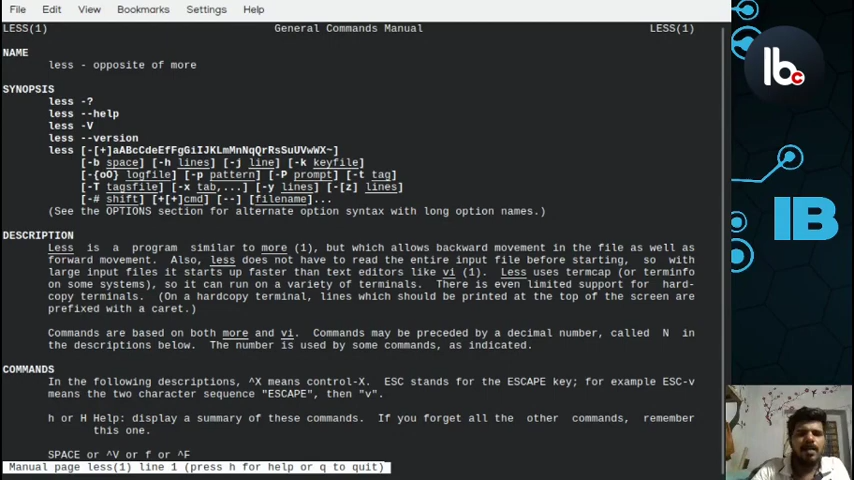 File Edit View Bookmarks Settings Help
LESS(1) General Commands Manual LESS(1)
NAME
less - opposite of more
SYNOPSIS
less -?
less --help
less -V
less --version
less [-[+]aABcCdeEfFgGiIJKLmMnNqQrRsSuUVwWX~]
[-b space] [-h lines] [-j line] [-k keyfile]
[-{oO} logfile] [-p pattern] [-P prompt] [-t tag]
[-T tagsfile] [-x tab,...] [-y lines] [-[z] lines]
[-# shift] [+[+]cmd] [--] [filename]...
(See the OPTIONS section for alternate option syntax with long option names.)
DESCRIPTION
Less is a program similar to more (1), but which allows backward movement in the file as well as
forward movement. Also, less does not have to read the entire input file before starting, so with
large input files it starts up faster than text editors like vi (1). Less uses termcap (or terminfo
on some systems), so it can run on a variety of terminals. There is even limited support for hard-
copy terminals. (On a hardcopy terminal, lines which should be printed at the top of the screen are
prefixed with a caret.)
Commands are based on both more and vi. Commands may be preceded by a decimal number, called N in
the descriptions below. The number is used by some commands, as indicated.
COMMANDS
In the following descriptions, ^X means control-X. ESC stands for the ESCAPE key; for example ESC-v
means the two character sequence "ESCAPE", then "v".
h or H Help: display a summary of these commands. If you forget all the other commands, remember
this one.
SPACE or ^V or f or ^F
Manual page less(1) line 1 (press h for help or q to quit)
lbc
IB